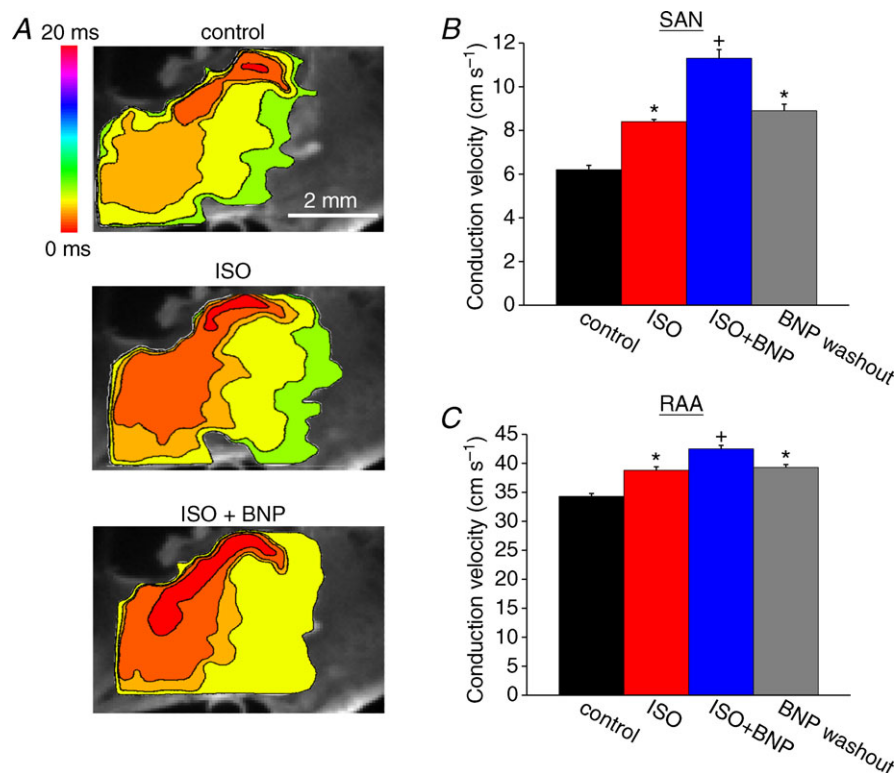 A
20 ms
0 ms
control
2 mm
ISO
ISO + BNP
B
SAN
Conduction velocity (cm s⁻¹)
12
10
8
6
4
2
0
*
+
*
control
ISO
ISO+BNP
BNP washout
C
RAA
Conduction velocity (cm s⁻¹)
45
40
35
30
25
20
15
10
5
0
*
+
*
control
ISO
ISO+BNP
BNP washout